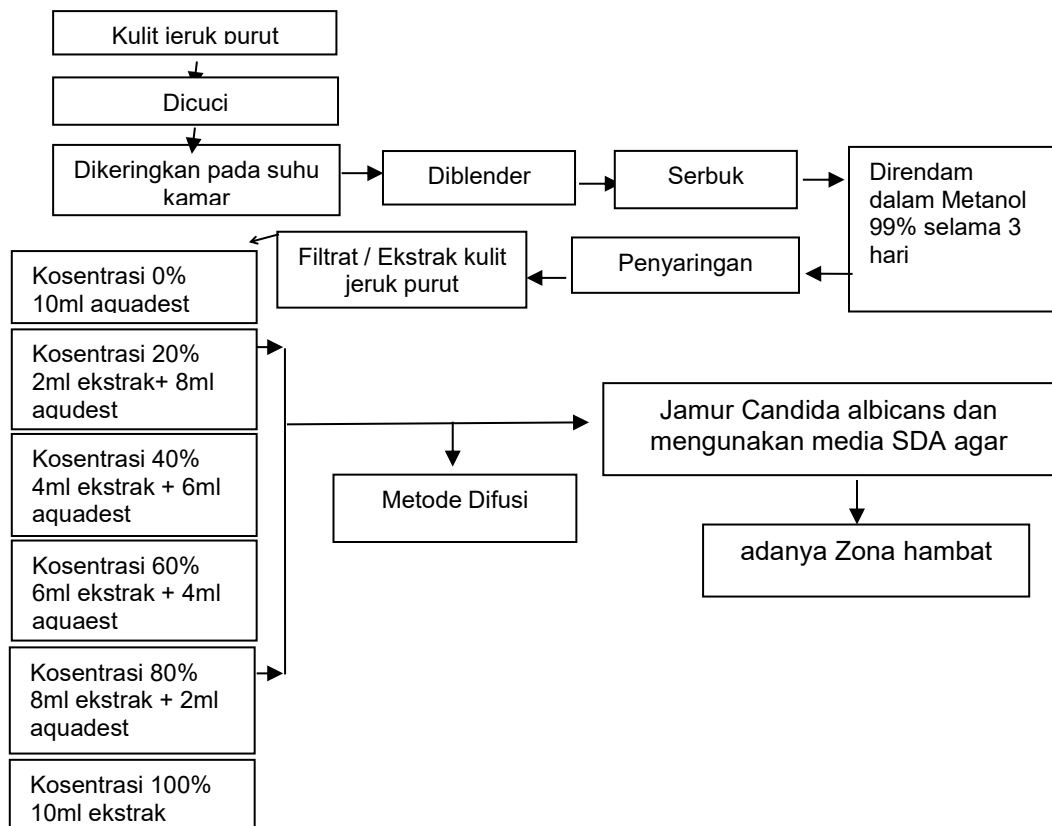 Kulit jeruk purut
Dicuci
Dikeringkan pada suhu
kamar
Diblender
Serbuk
Direndam
dalam Metanol
99% selama 3
hari
Penyaringan
Filtrat / Ekstrak kulit
jeruk purut
Kosentrasi 0%
10ml aquadest
Kosentrasi 20%
2ml ekstrak+ 8ml
aqudest
Kosentrasi 40%
4ml ekstrak + 6ml
aquadest
Kosentrasi 60%
6ml ekstrak + 4ml
aquaest
Kosentrasi 80%
8ml ekstrak + 2ml
aquadest
Kosentrasi 100%
10ml ekstrak
Metode Difusi
Jamur Candida albicans dan
mengunakan media SDA agar
adanya Zona hambat